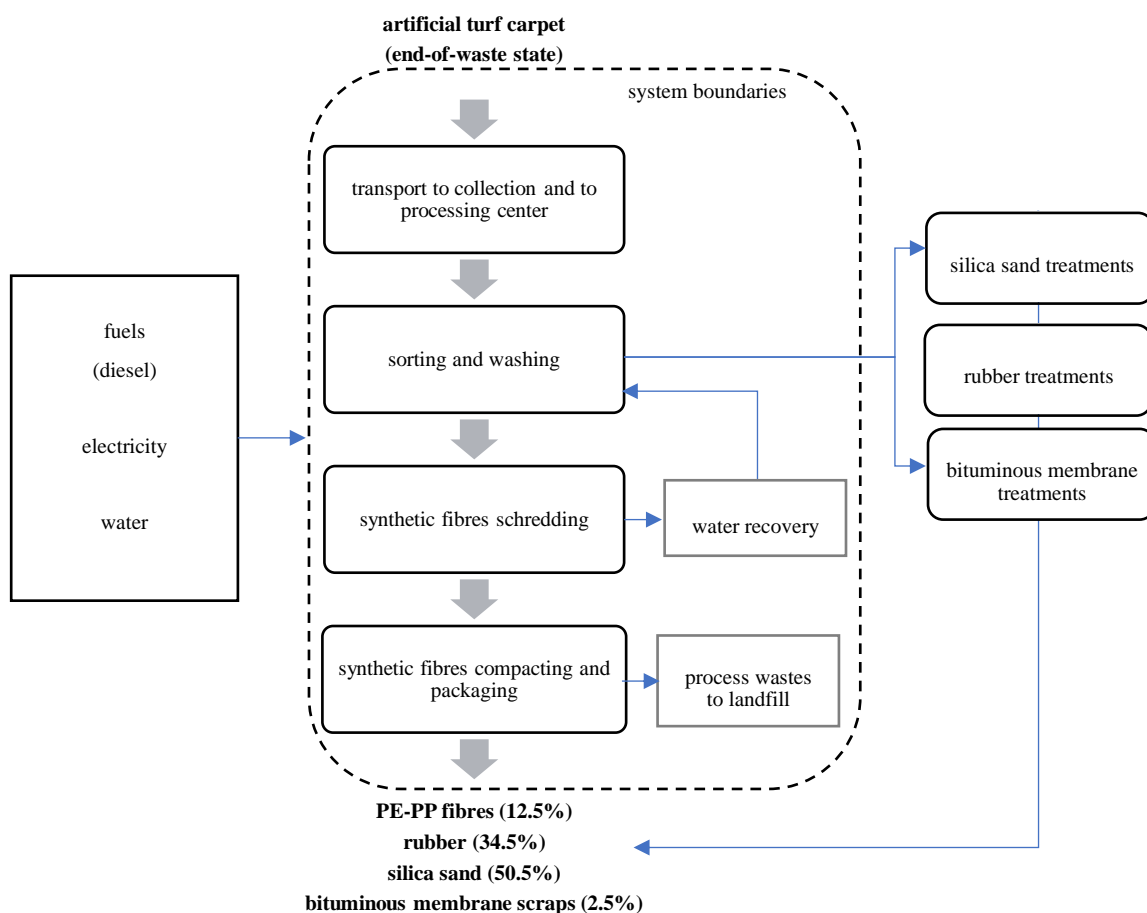 artificial turf carpet
(end-of-waste state)
system boundaries
transport to collection and to
processing center
silica sand treatments
fuels
(diesel)
electricity
water
sorting and washing
rubber treatments
bituminous membrane
treatments
synthetic fibres schredding
water recovery
synthetic fibres compacting and
packaging
process wastes
to landfill
PE-PP fibres (12.5%)
rubber (34.5%)
silica sand (50.5%)
bituminous membrane scraps (2.5%)